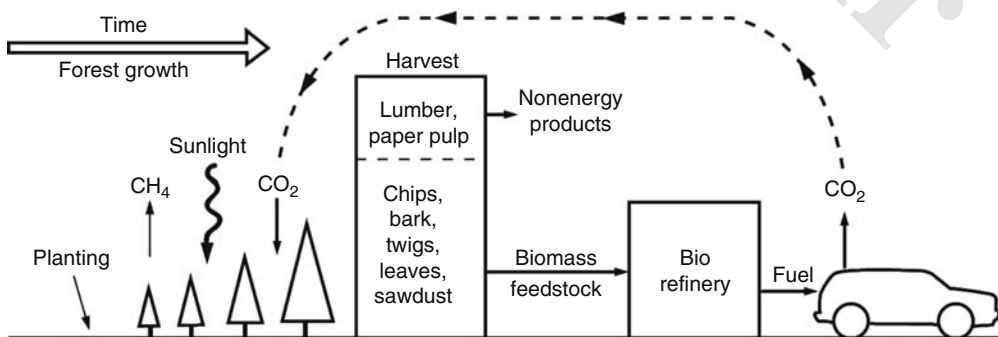 Time
Forest growth
Planting
CH4
Sunlight
CO2
Harvest
Lumber,
paper pulp
Nonenergy
products
Chips,
bark,
twigs,
leaves,
sawdust
Biomass
feedstock
Bio
refinery
Fuel
CO2